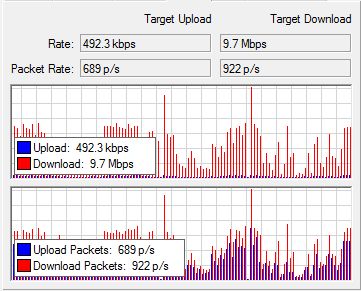 Target Upload Target Download
Rate: 492.3 kbps 9.7 Mbps
Packet Rate: 689 p/s 922 p/s
Upload: 492.3 kbps
Download: 9.7 Mbps
Upload Packets: 689 p/s
Download Packets: 922 p/s